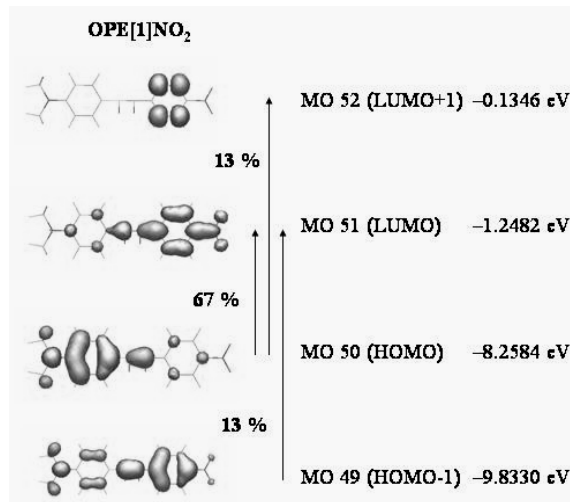 OPE[1]NO₂
MO 52 (LUMO+1) –0.1346 eV
13 %
MO 51 (LUMO) –1.2482 eV
67 %
MO 50 (HOMO) –8.2584 eV
13 %
MO 49 (HOMO-1) –9.8330 eV